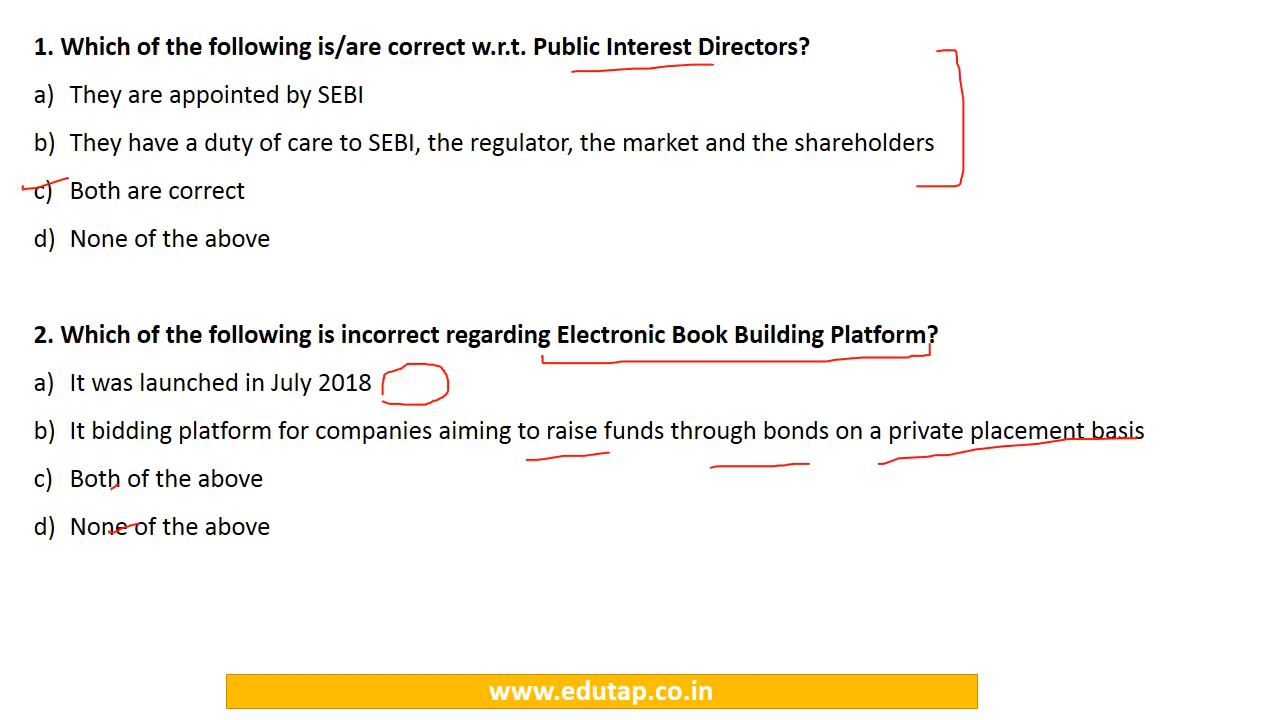 1. Which of the following is/are correct w.r.t. Public Interest Directors?
a) They are appointed by SEBI
b) They have a duty of care to SEBI, the regulator, the market and the shareholders
c) Both are correct
d) None of the above
2. Which of the following is incorrect regarding Electronic Book Building Platform?
a) It was launched in July 2018
b) It bidding platform for companies aiming to raise funds through bonds on a private placement basis
c) Both of the above
d) None of the above
www.edutap.co.in